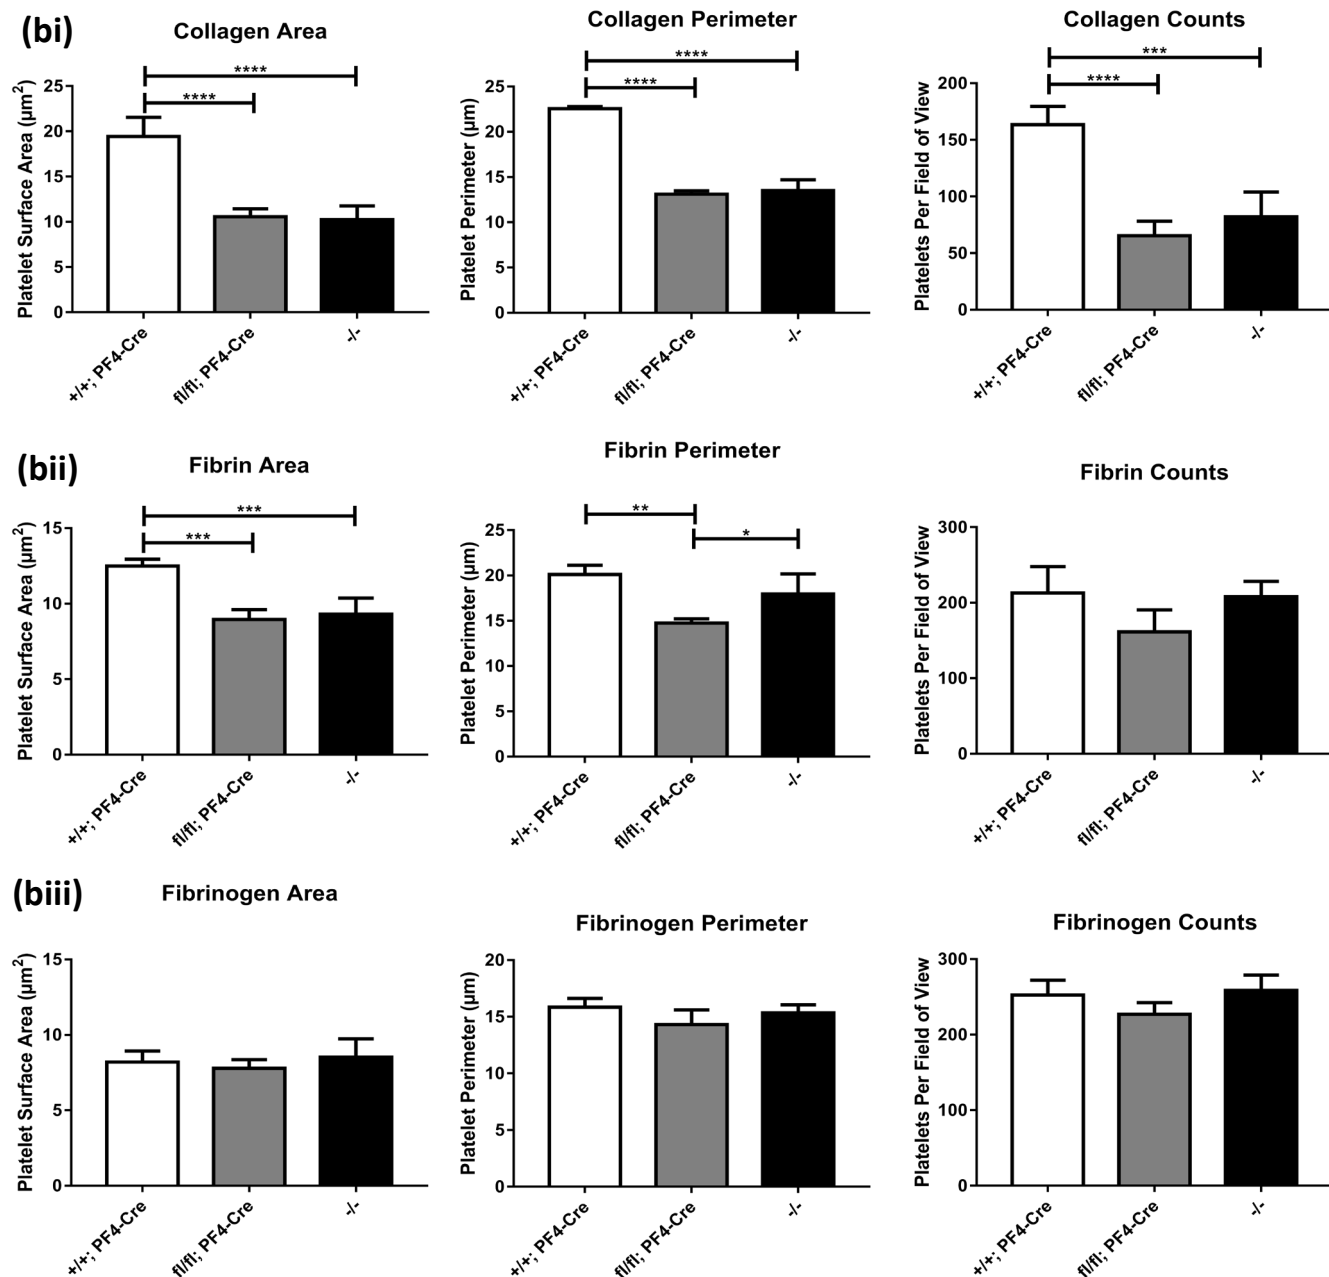 (bi)
Collagen Area
****
****
Platelet Surface Area (µm²)
25
20
15
10
5
0
+/+; PF4-Cre
fl/fl; PF4-Cre
-/-
Collagen Perimeter
****
****
Platelet Perimeter (µm)
25
20
15
10
5
0
+/+; PF4-Cre
fl/fl; PF4-Cre
-/-
Collagen Counts
***
****
Platelets Per Field of View
200
150
100
50
0
+/+; PF4-Cre
fl/fl; PF4-Cre
-/-
(bii)
Fibrin Area
***
***
Platelet Surface Area (µm²)
15
10
5
0
+/+; PF4-Cre
fl/fl; PF4-Cre
-/-
Fibrin Perimeter
**
*
Platelet Perimeter (µm)
25
20
15
10
5
0
+/+; PF4-Cre
fl/fl; PF4-Cre
-/-
Fibrin Counts
Platelets Per Field of View
300
200
100
0
+/+; PF4-Cre
fl/fl; PF4-Cre
-/-
(biii)
Fibrinogen Area
Platelet Surface Area (µm²)
15
10
5
0
+/+; PF4-Cre
fl/fl; PF4-Cre
-/-
Fibrinogen Perimeter
Platelet Perimeter (µm)
20
15
10
5
0
+/+; PF4-Cre
fl/fl; PF4-Cre
-/-
Fibrinogen Counts
Platelets Per Field of View
300
200
100
0
+/+; PF4-Cre
fl/fl; PF4-Cre
-/-